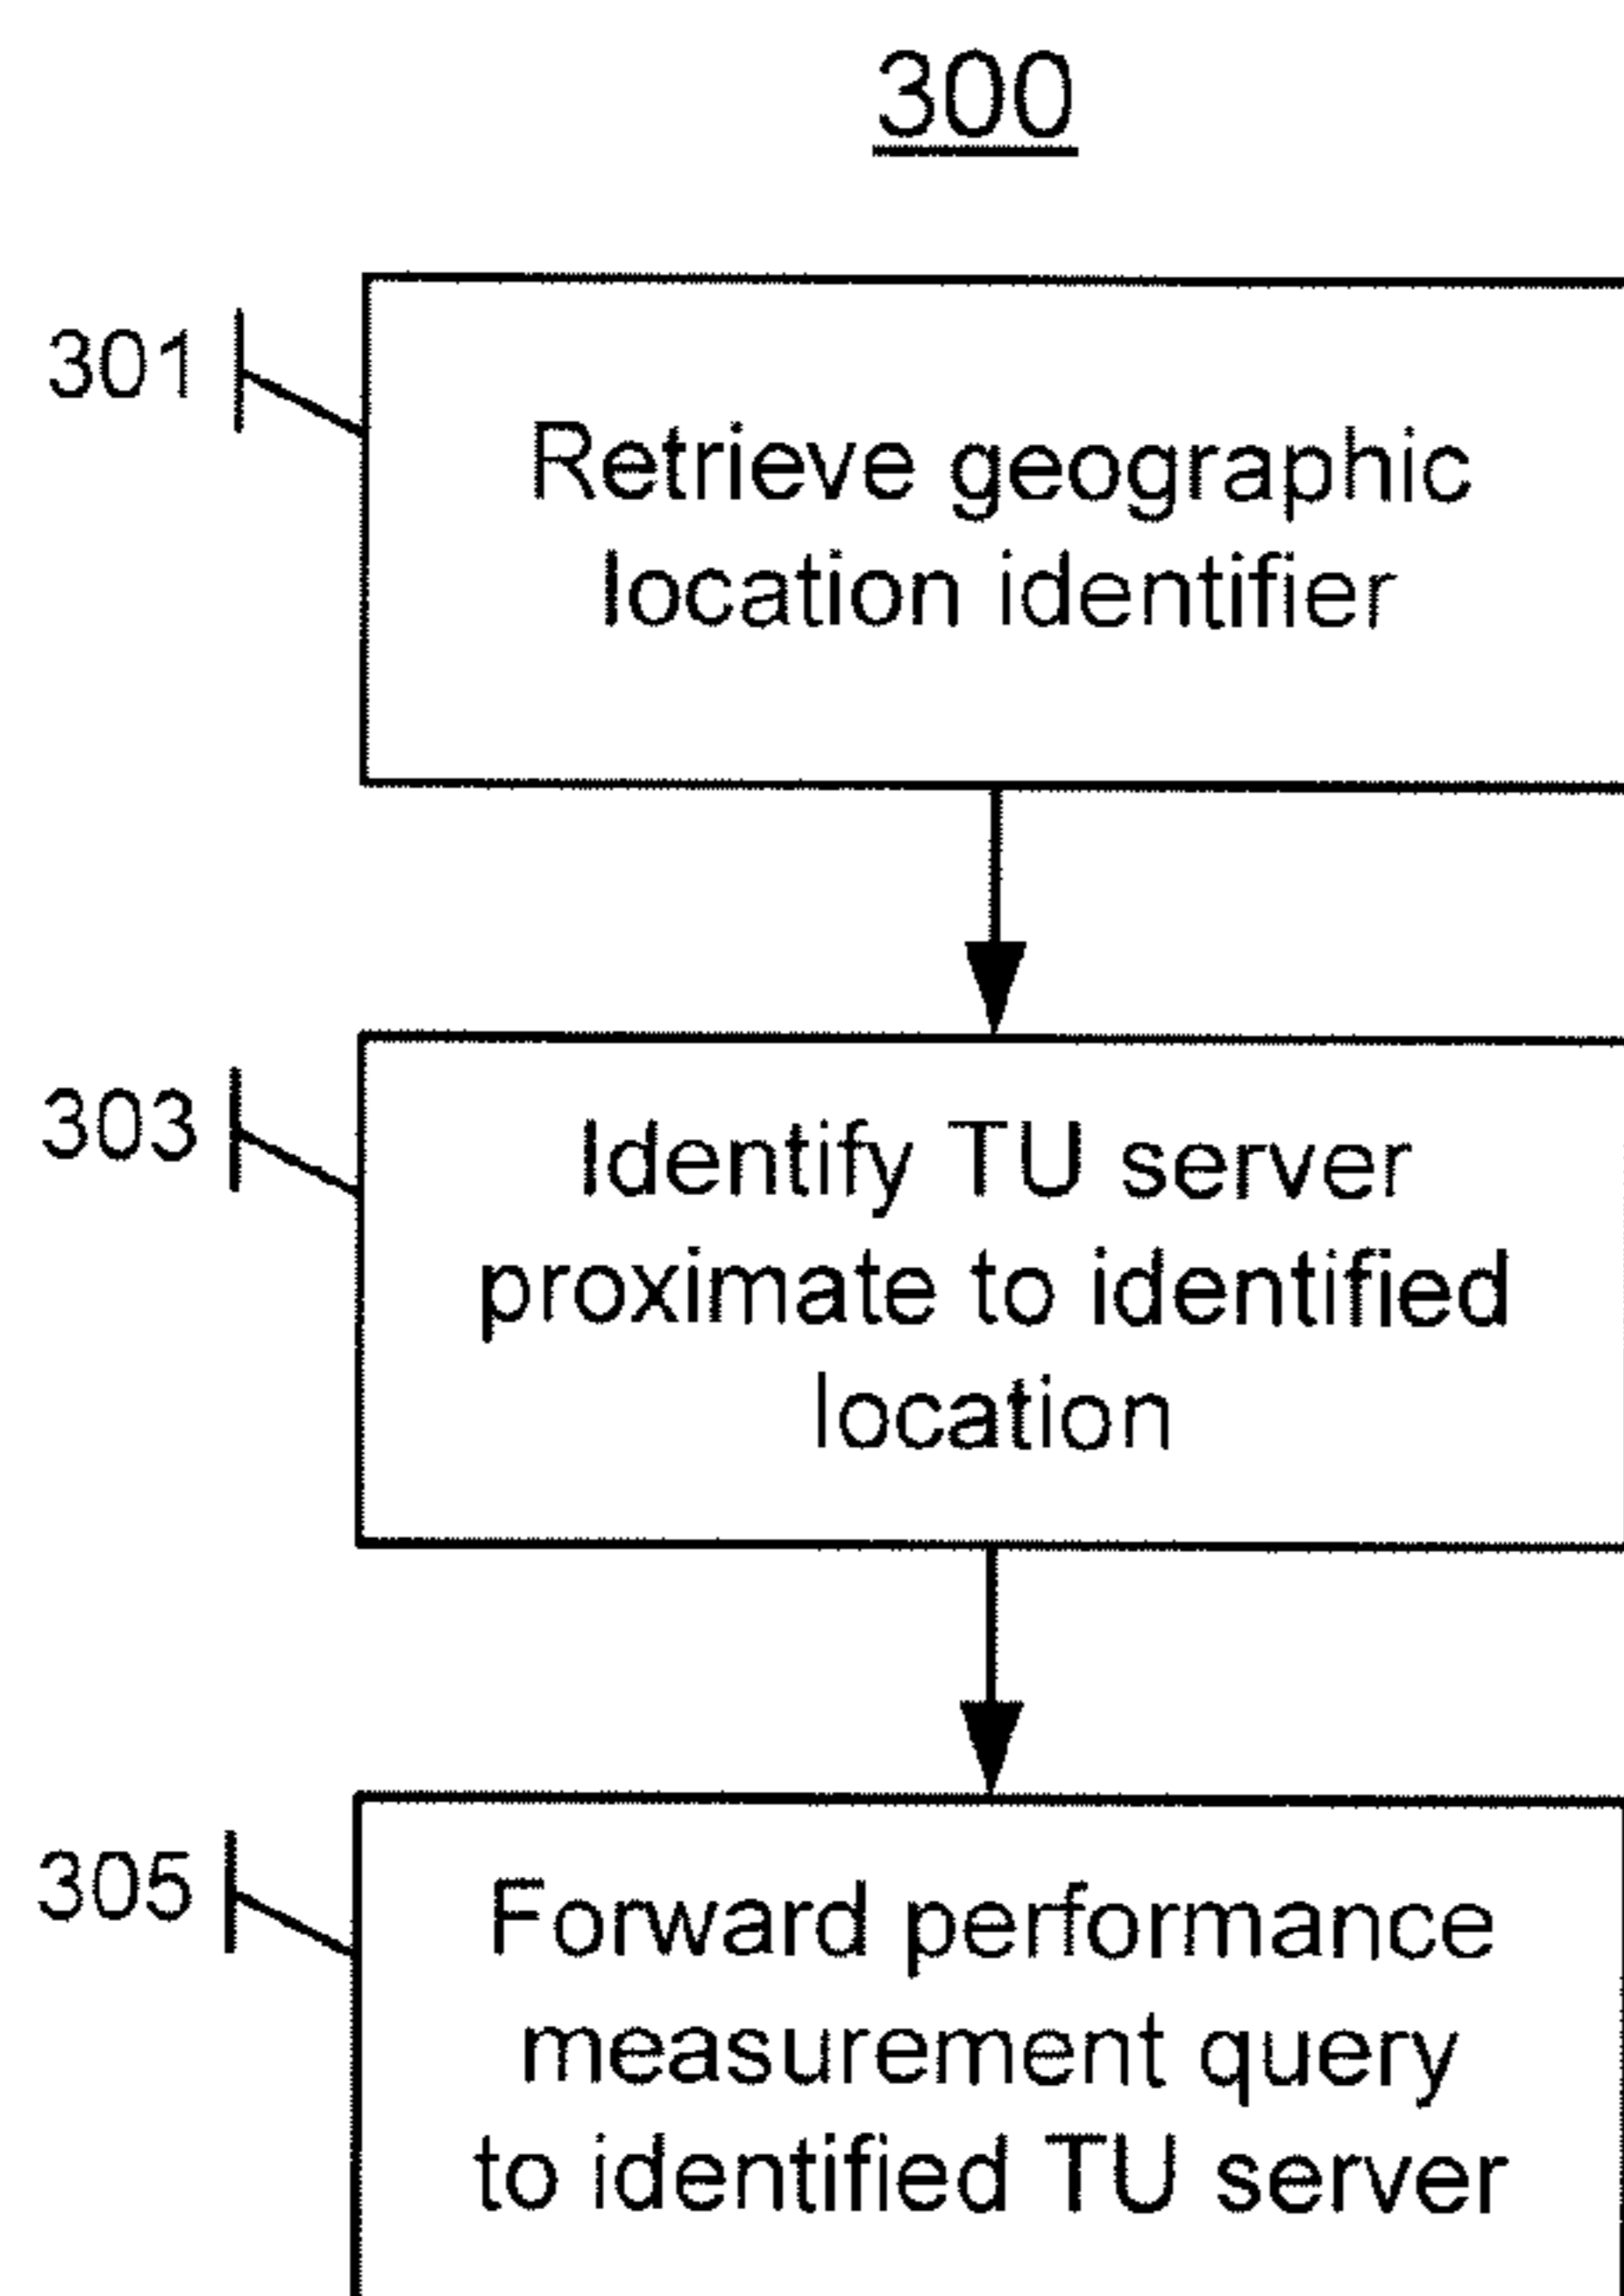 300
301
Retrieve geographic
location identifier
303
Identify TU server
proximate to identified
location
305
Forward performance
measurement query
to identified TU server